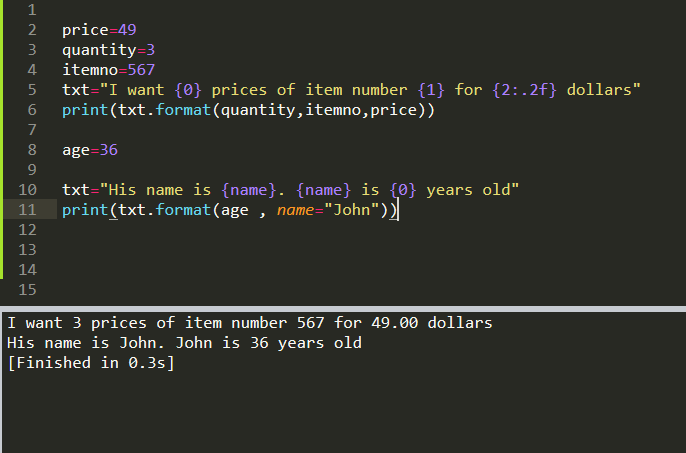 1
2 price=49
3 quantity=3
4 itemno=567
5 txt="I want {0} prices of item number {1} for {2:.2f} dollars"
6 print(txt.format(quantity,itemno,price))
7
8 age=36
9
10 txt="His name is {name}. {name} is {0} years old"
11 print(txt.format(age , name="John"))
12
13
14
15
I want 3 prices of item number 567 for 49.00 dollars
His name is John. John is 36 years old
[Finished in 0.3s]